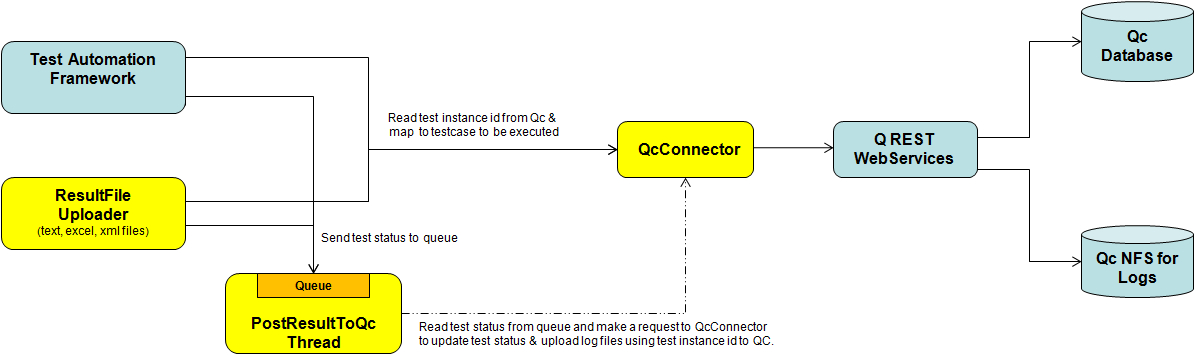 Test Automation
Framework
ResultFile
Uploader
(text, excel, xml files)
Read test instance id from Qc &
map to testcase to be executed
Send test status to queue
Queue
PostResultToQc
Thread
Read test status from queue and make a request to QcConnector
to update test status & upload log files using test instance id to QC.
QcConnector
Q REST
WebServices
Qc
Database
Qc NFS for
Logs